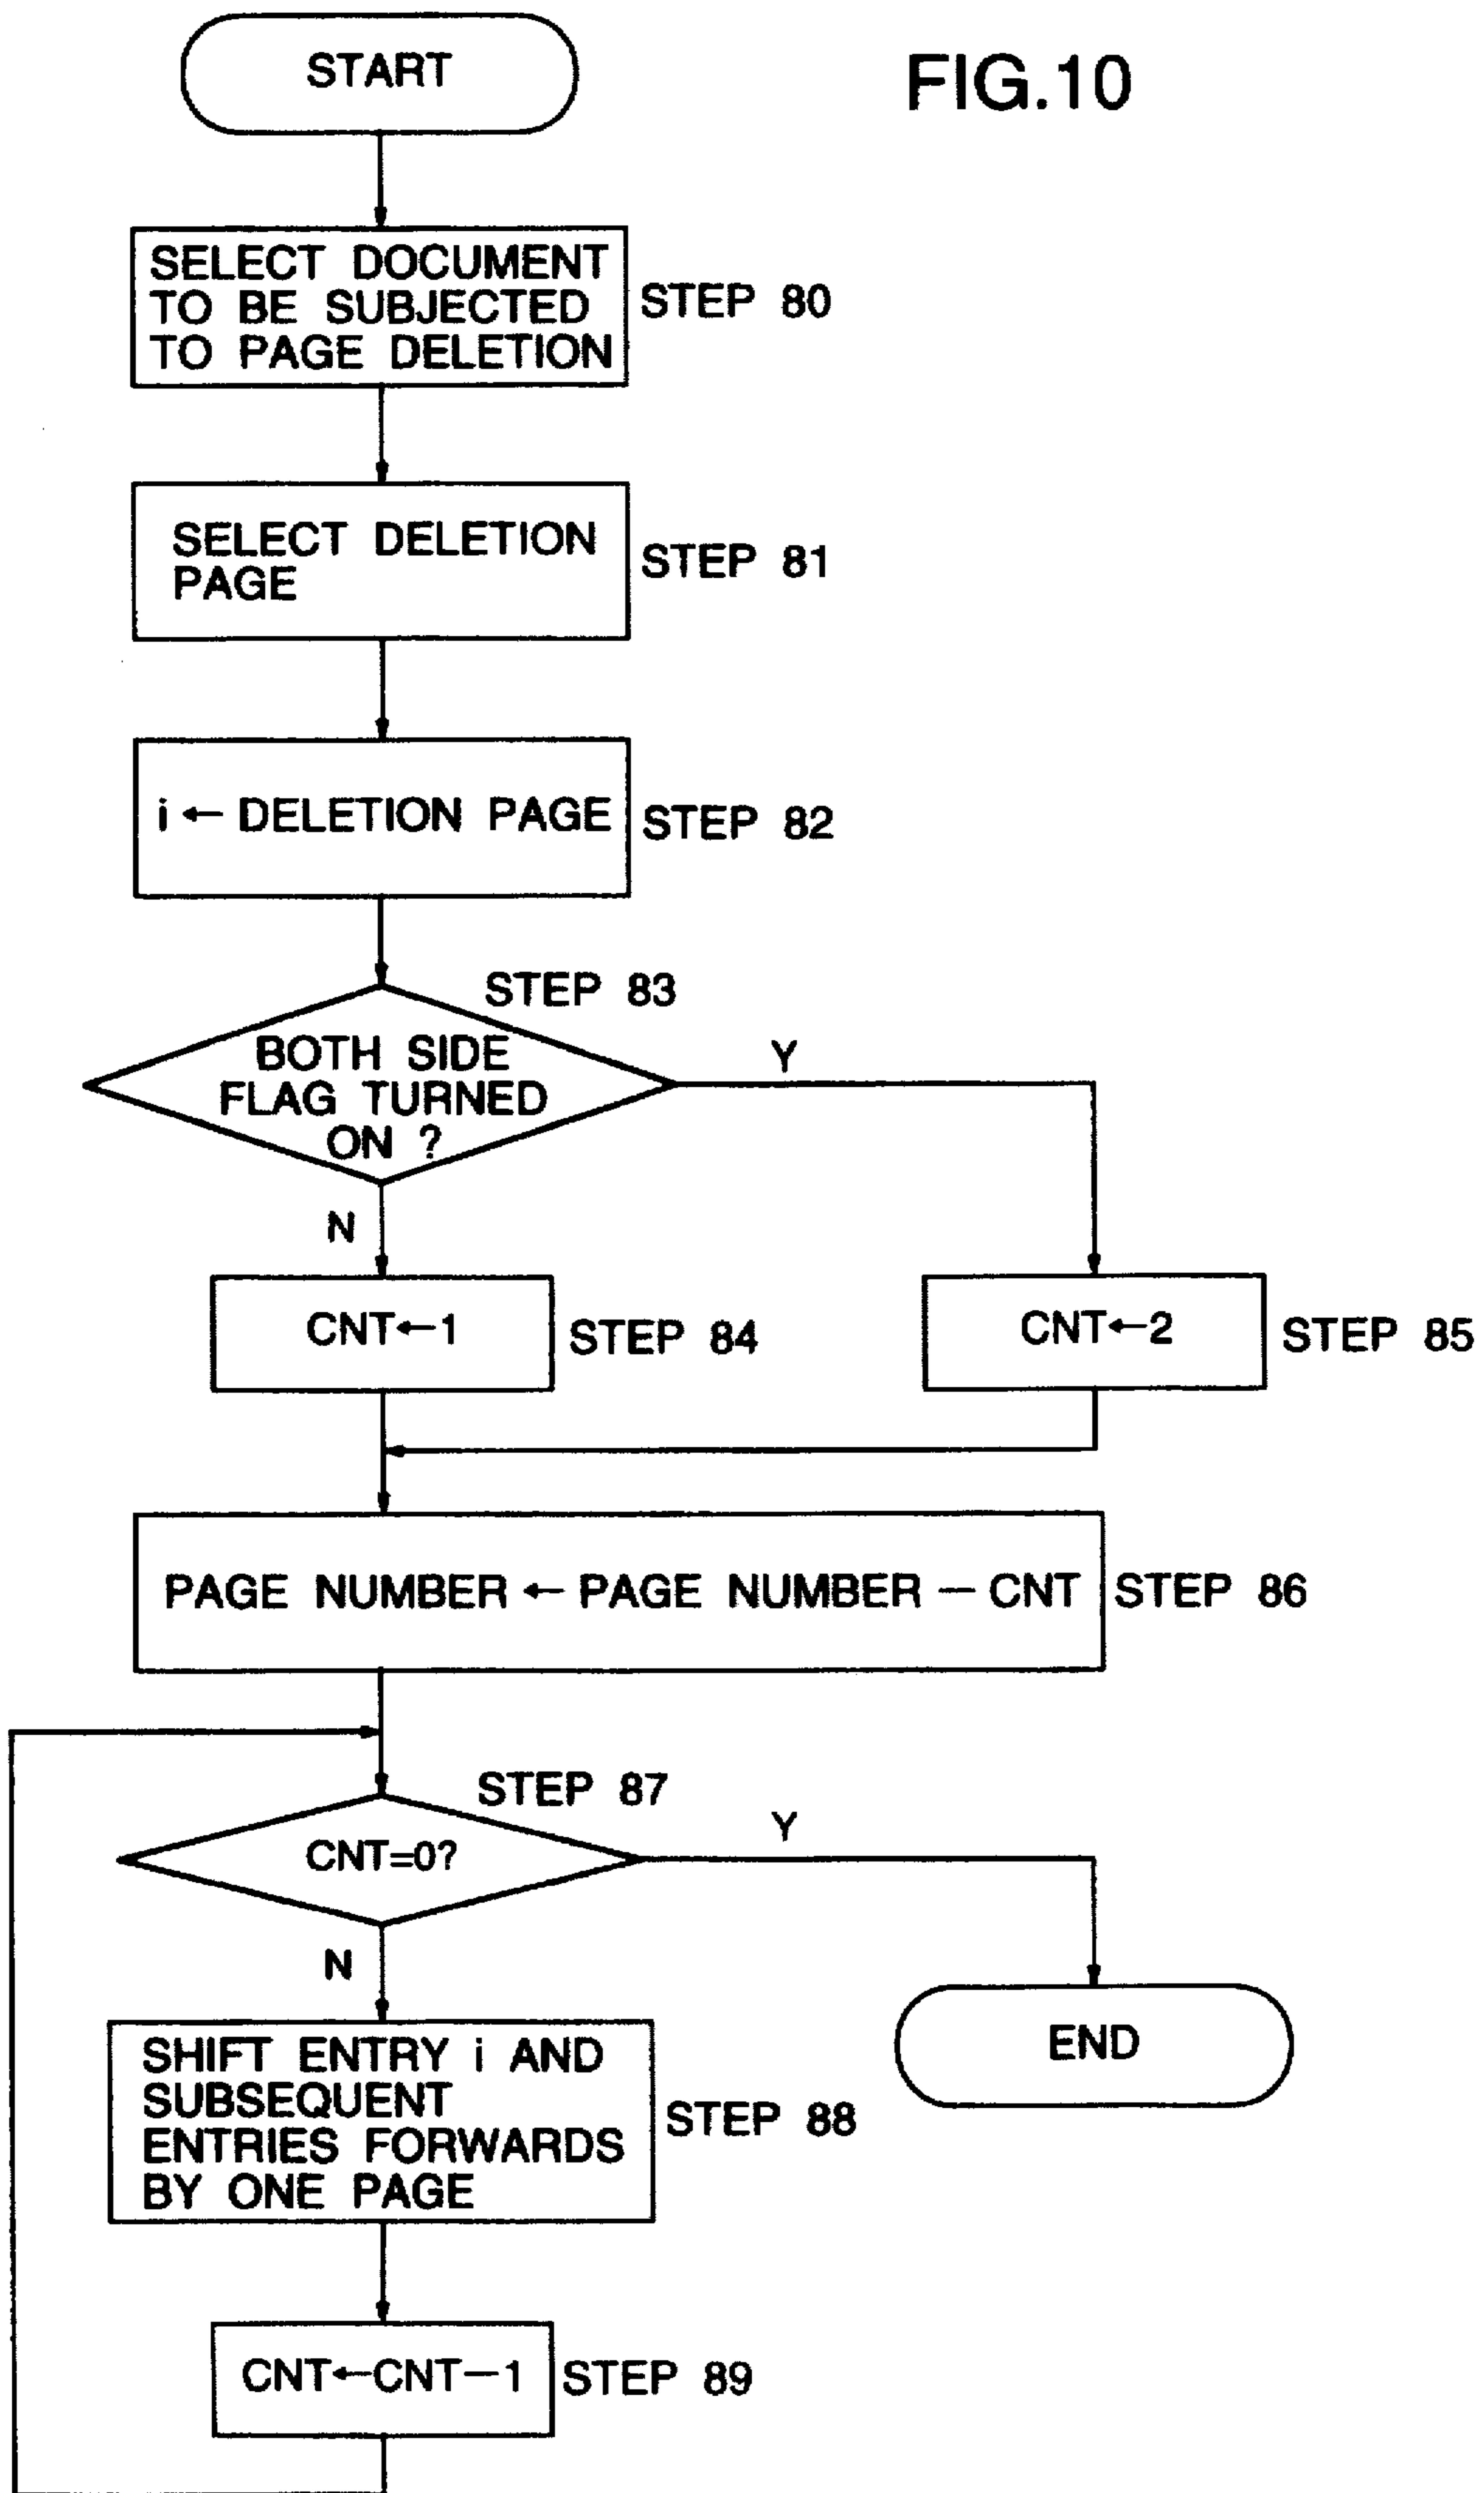 START
FIG.10
SELECT DOCUMENT
TO BE SUBJECTED
TO PAGE DELETION
STEP 80
SELECT DELETION
PAGE
STEP 81
i ← DELETION PAGE
STEP 82
STEP 83
BOTH SIDE
FLAG TURNED
ON ?
Y
N
CNT←1
STEP 84
CNT←2
STEP 85
PAGE NUMBER ← PAGE NUMBER — CNT
STEP 86
STEP 87
CNT=0?
Y
N
SHIFT ENTRY i AND
SUBSEQUENT
ENTRIES FORWARDS
BY ONE PAGE
STEP 88
END
CNT←CNT—1
STEP 89